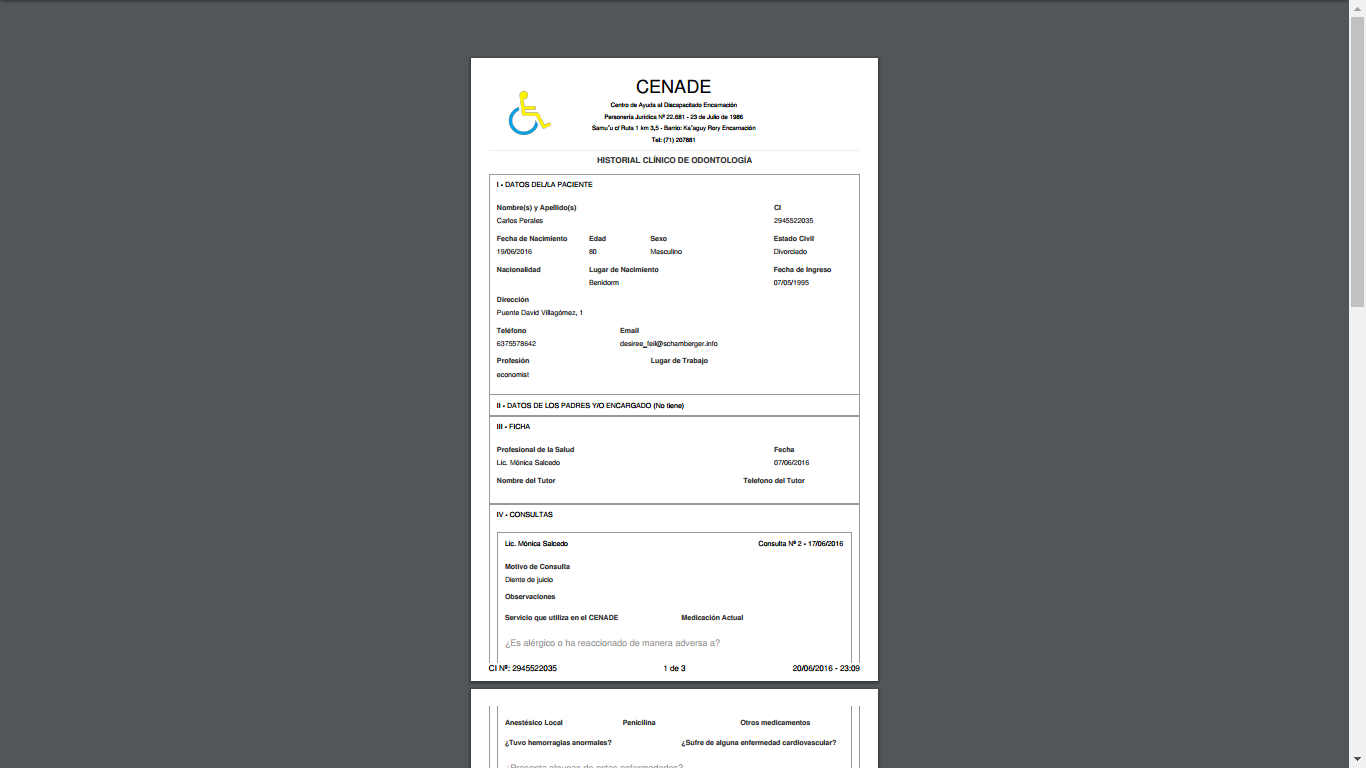 CENADE
Centro de Ayuda al Discapacitado Encarnación
Personería Jurídica Nº 22.681 - 23 de Julio de 1986
Samu´u c/ Ruta 1 km 3,5 - Barrio: Ka´aguy Rory Encarnación
Tel: (71) 207881
HISTORIAL CLÍNICO DE ODONTOLOGÍA
I - DATOS DEL/LA PACIENTE
Nombre(s) y Apellido(s) CI
Carlos Perales 2945522035
Fecha de Nacimiento Edad Sexo Estado Civil
19/06/2016 80 Masculino Divorciado
Nacionalidad Lugar de Nacimiento Fecha de Ingreso
Benidorm 07/05/1995
Dirección
Puente David Villagómez, 1
Teléfono Email
6375578642 desiree_feil@schamberger.info
Profesión Lugar de Trabajo
economist
II - DATOS DE LOS PADRES Y/O ENCARGADO (No tiene)
III - FICHA
Profesional de la Salud Fecha
Lic. Mónica Salcedo 07/06/2016
Nombre del Tutor Telefono del Tutor
IV - CONSULTAS
Lic. Mónica Salcedo Consulta Nº 2 - 17/06/2016
Motivo de Consulta
Diente de juicio
Observaciones
Servicio que utiliza en el CENADE Medicación Actual
¿Es alérgico o ha reaccionado de manera adversa a?
CI Nº: 2945522035 1 de 3 20/06/2016 - 23:09
Anestésico Local Penicilina Otros medicamentos
¿Tuvo hemorragias anormales? ¿Sufre de alguna enfermedad cardiovascular?
¿Presenta algunas de estas enfermedades?